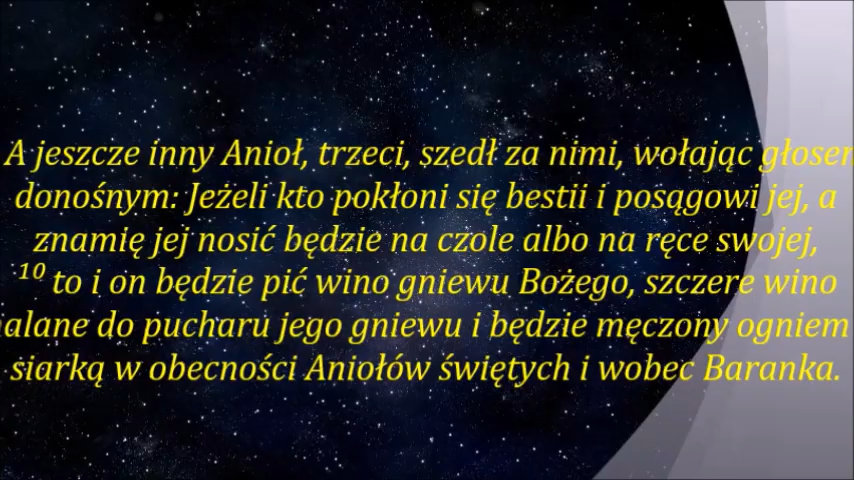 A jeszcze inny Anioł, trzeci, szedł za nimi, wołając głosem
donośnym: Jeżeli kto pokłoni się bestii i posągowi jej, a
znamię jej nosić będzie na czole albo na ręce swojej,
¹⁰ to i on będzie pić wino gniewu Bożego, szczere wino
alane do pucharu jego gniewu i będzie męczony ogniem
siarką w obecności Aniołów świętych i wobec Baranka.